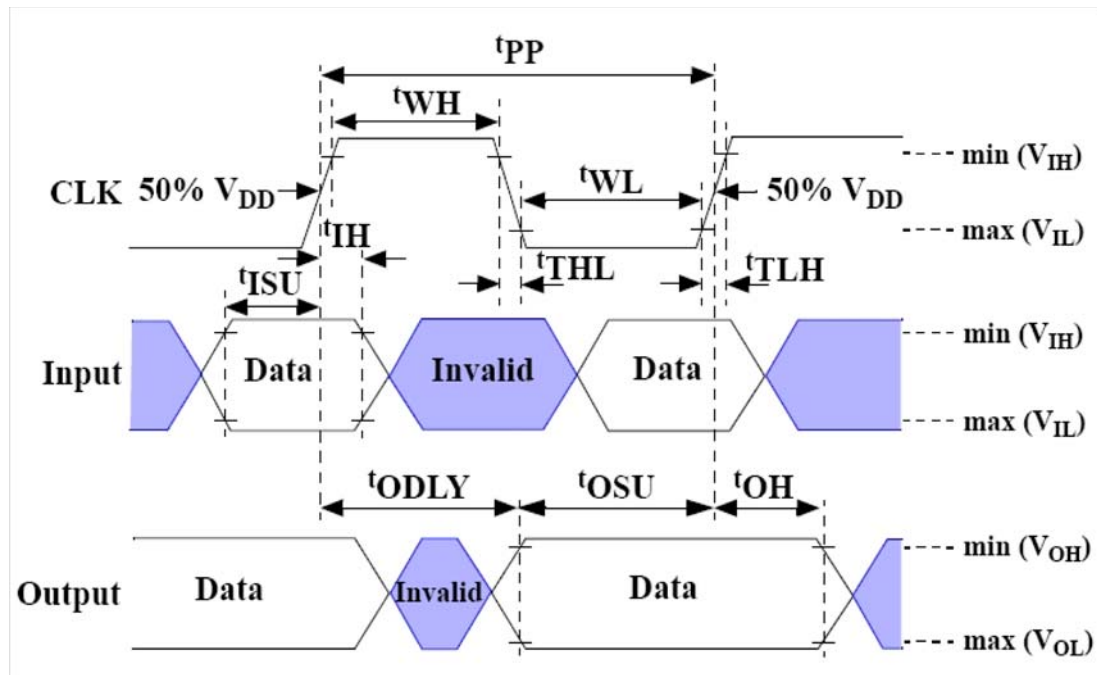 tPP
tWH
min (VIH)
CLK 50% VDD
tWL
50% VDD
tIH
max (VIL)
tISU
tTHL
tTLH
Input
Data
Invalid
Data
min (VIH)
max (VIL)
tODLY
tOSU
tOH
Output
Data
Invalid
Data
min (VOH)
max (VOL)